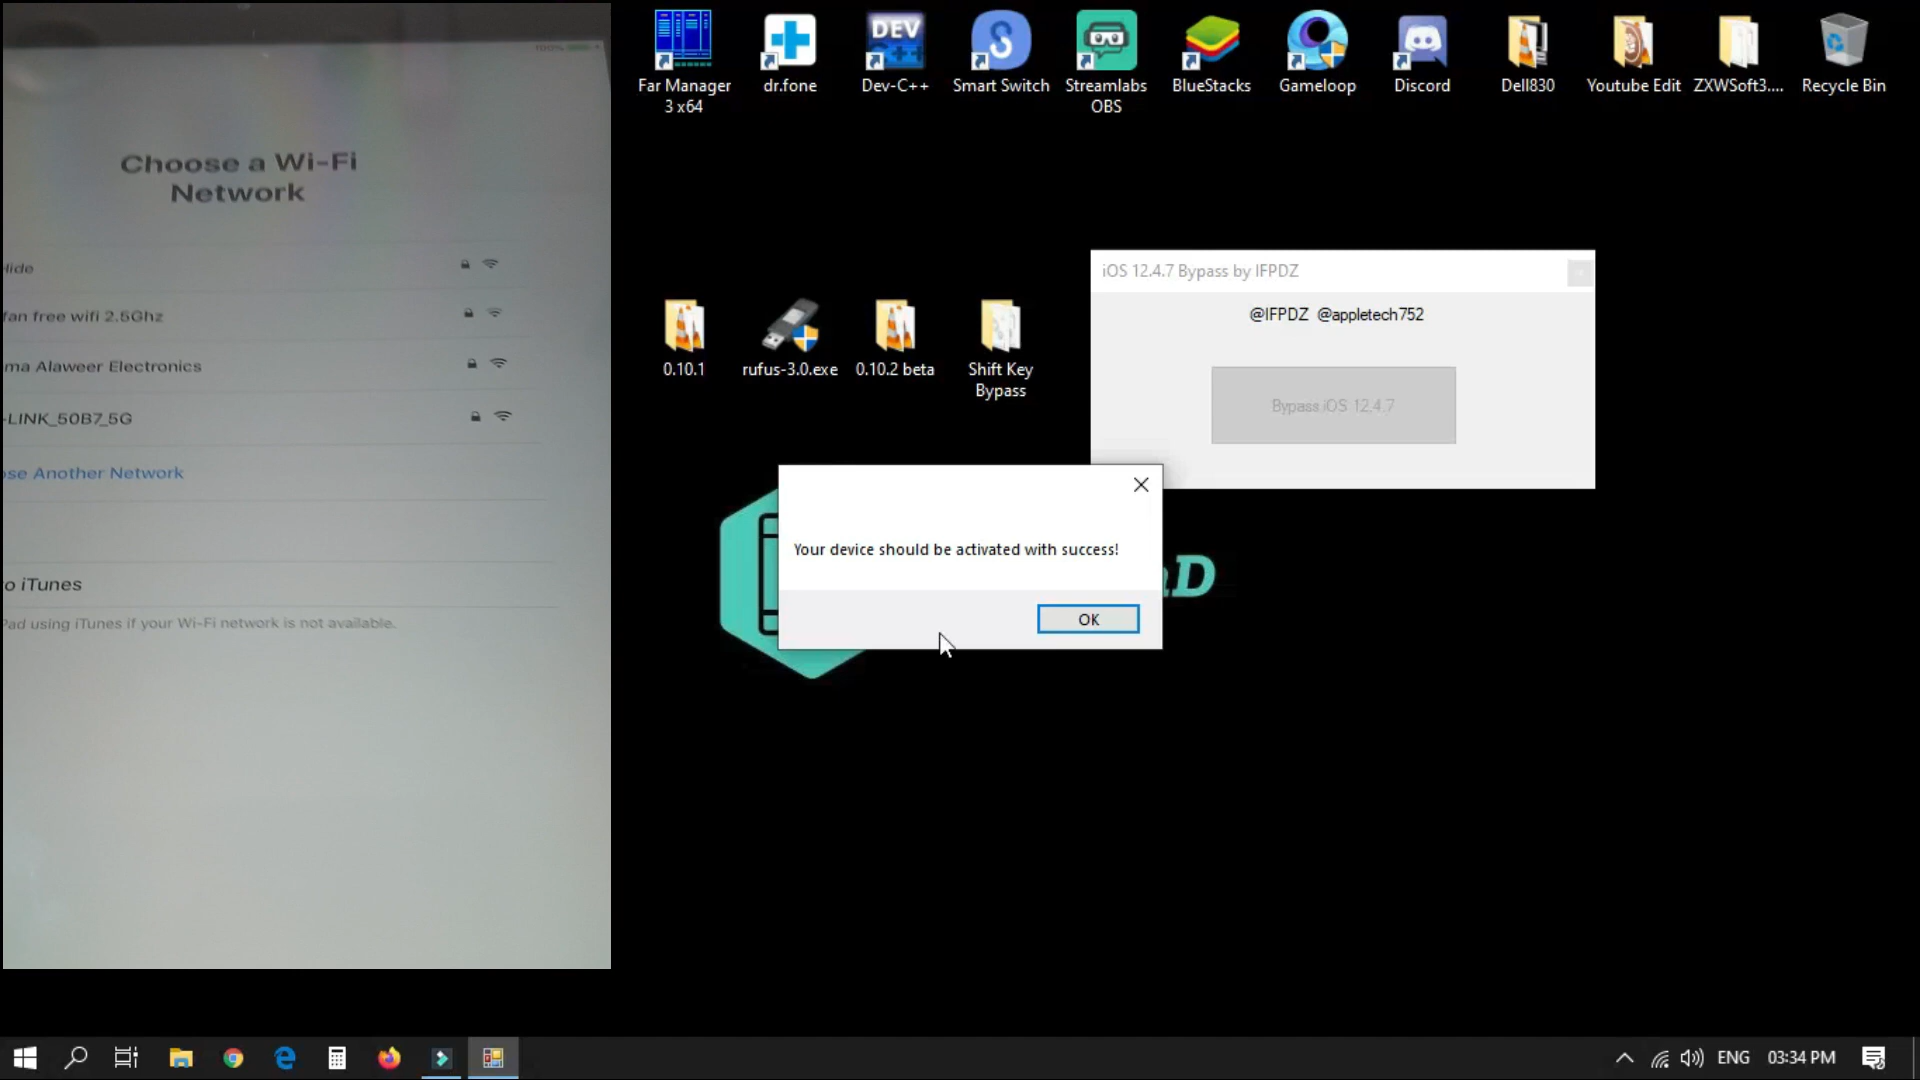 100%
Choose a Wi-Fi
Network
Hide
fan free wifi 2.5Ghz
ma Alaweer Electronics
-LINK_50B7_5G
ose Another Network
o iTunes
Pad using iTunes if your Wi-Fi network is not available.
Far Manager
3 x64
dr.fone
DEV
C++
Dev-C++
Smart Switch
Streamlabs
OBS
BlueStacks
Gameloop
Discord
Dell830
Youtube Edit
ZXWSoft3....
Recycle Bin
0.10.1
rufus-3.0.exe
0.10.2 beta
Shift Key
Bypass
iOS 12.4.7 Bypass by IFPDZ
@IFPDZ @appletech752
Bypass iOS 12.4.7
Your device should be activated with success!
OK
D
ENG
03:34 PM